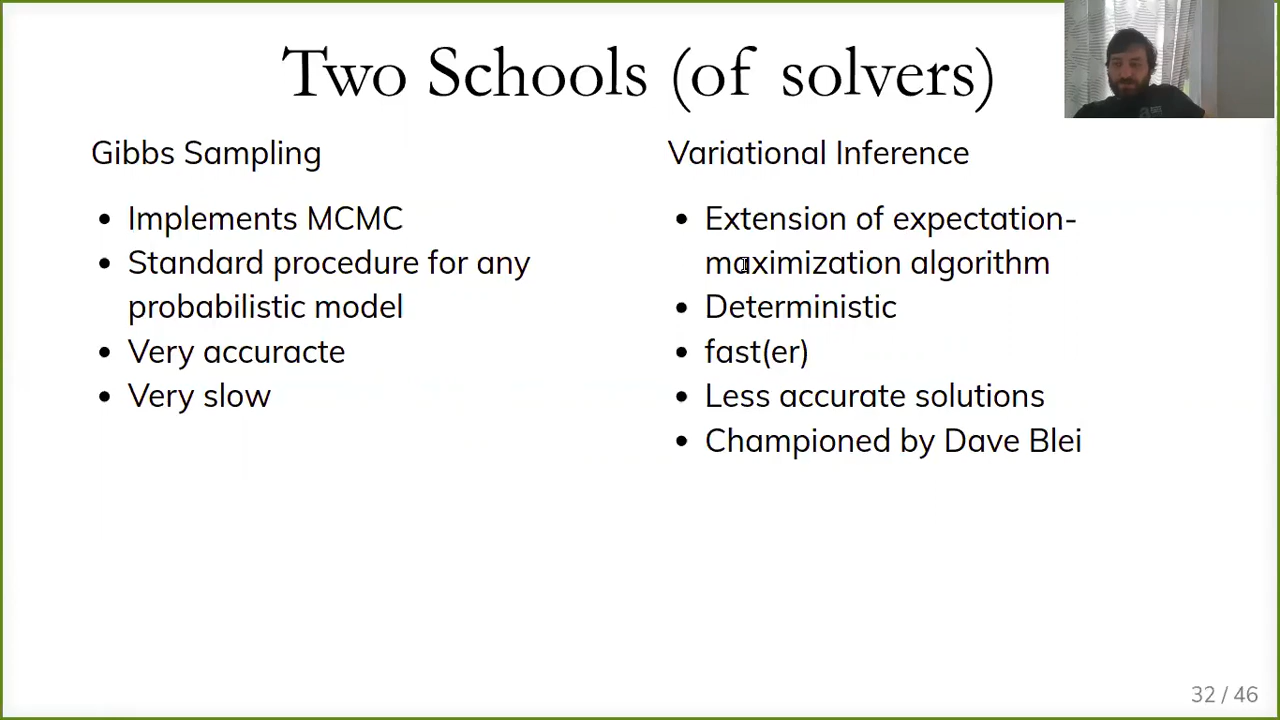 Two Schools (of solvers)
Gibbs Sampling
• Implements MCMC
• Standard procedure for any
probabilistic model
• Very accuracte
• Very slow
Variational Inference
• Extension of expectation-
maximization algorithm
• Deterministic
• fast(er)
• Less accurate solutions
• Championed by Dave Blei
32 / 46